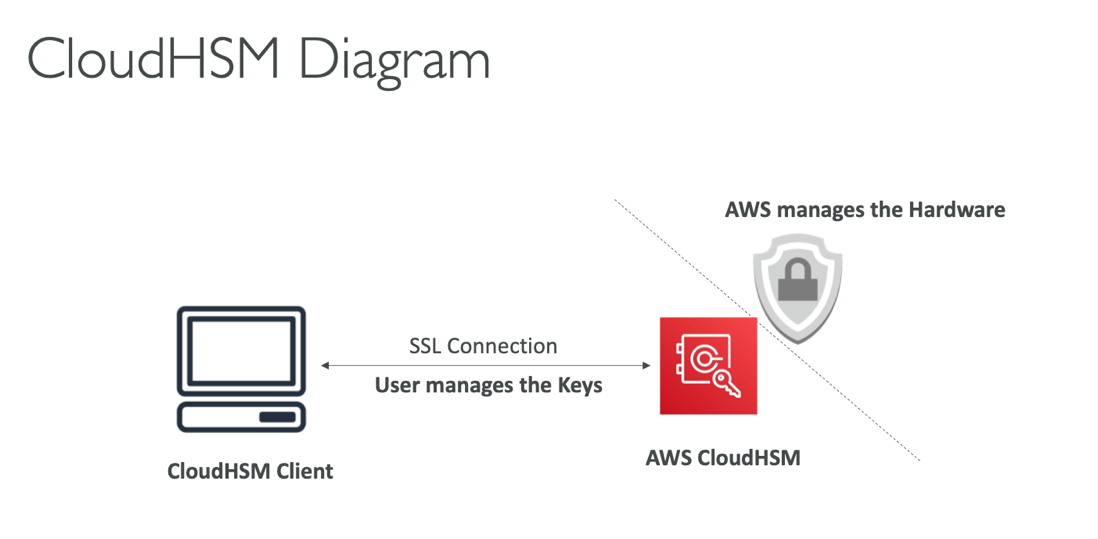 CloudHSM Diagram
AWS manages the Hardware
SSL Connection
User manages the Keys
CloudHSM Client
AWS CloudHSM